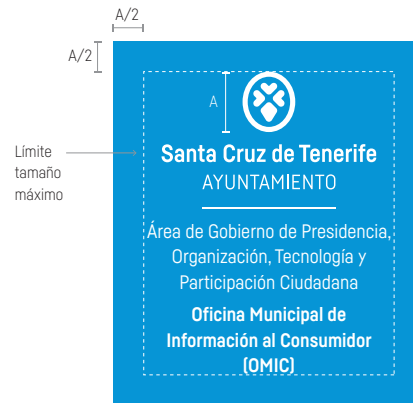 A/2
A/2
A
Límite
tamaño
máximo
Santa Cruz de Tenerife
AYUNTAMIENTO
Área de Gobierno de Presidencia,
Organización, Tecnología y
Participación Ciudadana
Oficina Municipal de
Información al Consumidor
(OMIC)